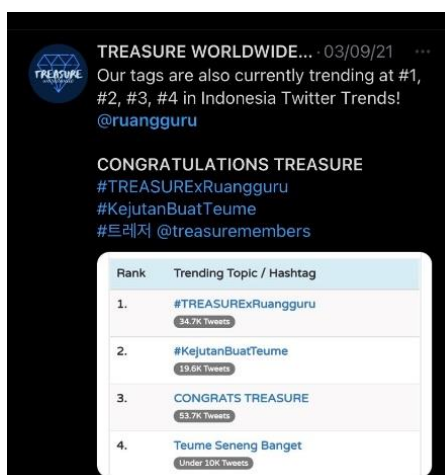 TREASURE WORLDWIDE... · 03/09/21 ...
TREASURE
Our tags are also currently trending at #1,
#2, #3, #4 in Indonesia Twitter Trends!
@ruangguru
CONGRATULATIONS TREASURE
#TREASURExRuangguru
#KejutanBuatTeume
#트레저 @treasuremembers
Rank Trending Topic / Hashtag
1. #TREASURExRuangguru
34.7K Tweets
2. #KejutanBuatTeume
19.6K Tweets
3. CONGRATS TREASURE
53.7K Tweets
4. Teume Seneng Banget
Under 10K Tweets